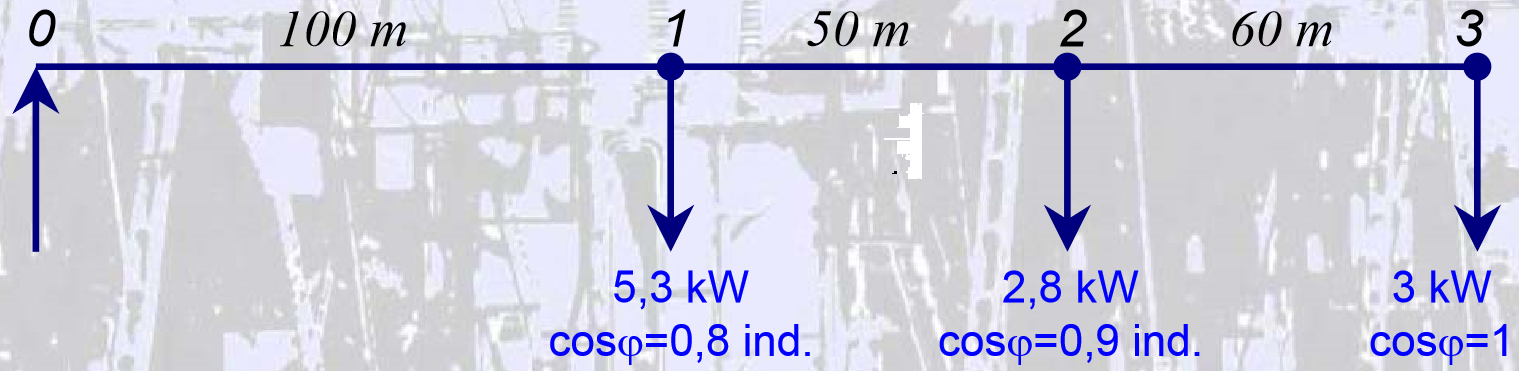 0 100 m 1 50 m 2 60 m 3
5,3 kW 2,8 kW 3 kW
cosφ=0,8 ind. cosφ=0,9 ind. cosφ=1